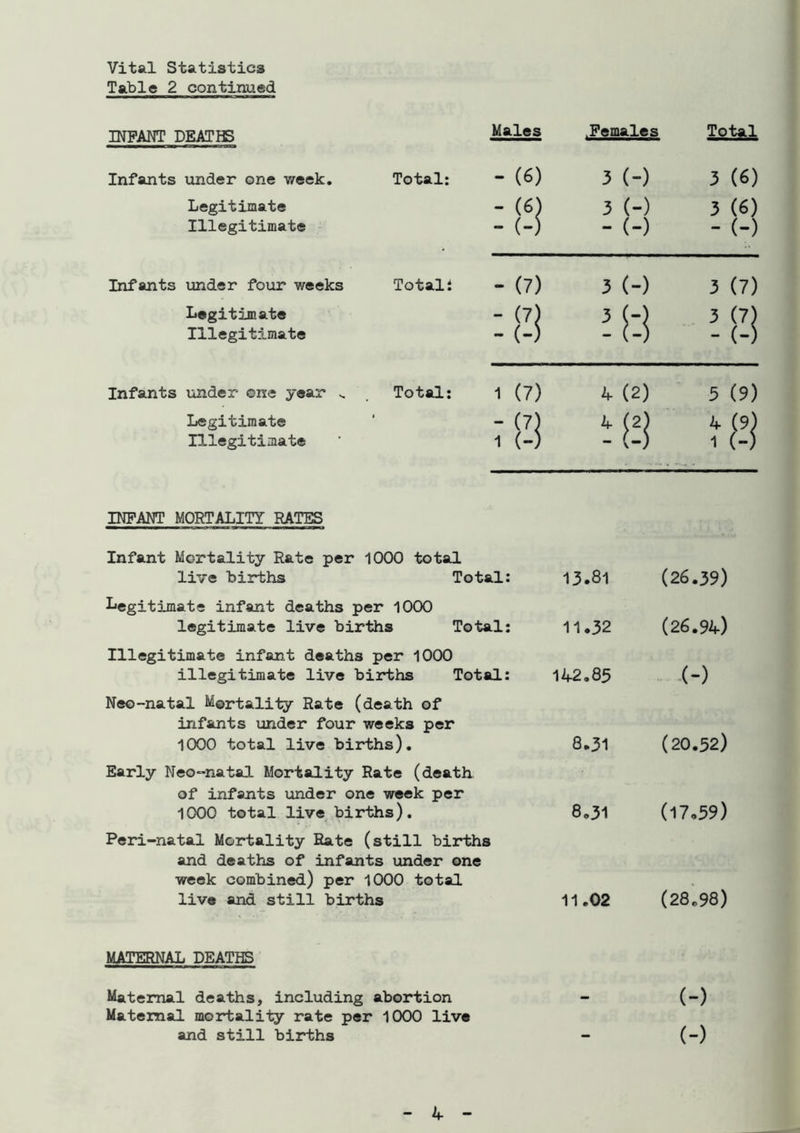 Vital Statistics
Table 2 continued
INFANT DEATHS Males Females Total
Infants under one week. Total: - (6) 3 (-) 3 (6)
Legitimate - (6) 3 (-) 3 (6)
Illegitimate - (-) - (-) - (-)
Infants under four weeks Total: - (7) 3 (-) 3 (7)
Legitimate - (7) 3 (-) 3 (7)
Illegitimate - (-) - (-) - (-)
Infants under one year . Total: 1 (7) 4 (2) 5 (9)
Legitimate - (7) 4 (2) 4 (9)
Illegitimate 1 (-) - (-) 1 (-)
INFANT MORTALITY RATES
Infant Mortality Rate per 1000 total
live births Total: 13.81 (26.39)
Legitimate infant deaths per 1000
legitimate live births Total: 11.32 (26.94)
Illegitimate infant deaths per 1000
illegitimate live births Total: 142.85 (-)
Neo-natal Mortality Rate (death of
infants under four weeks per
1000 total live births). 8.31 (20.52)
Early Neo-natal Mortality Rate (death
of infants under one week per
1000 total live births). 8.31 (17.59)
Peri-natal Mortality Rate (still births
and deaths of infants under one
week combined) per 1000 total
live and still births 11.02 (28.98)
MATERNAL DEATHS
Maternal deaths, including abortion - (-)
Maternal mortality rate per 1000 live
and still births - (-)
- 4 -